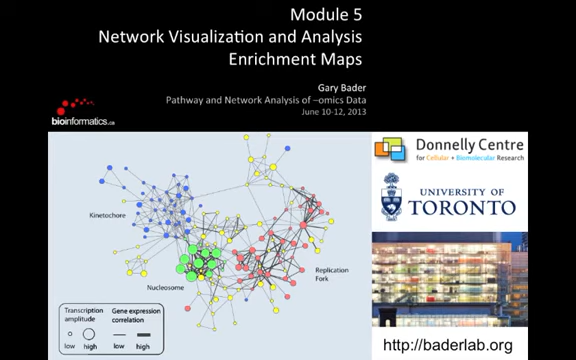 Module 5
Network Visualization and Analysis
Enrichment Maps
Gary Bader
Pathway and Network Analysis of –omics Data
June 10-12, 2013
bioinformatics.ca
Donnelly Centre
for Cellular + Biomolecular Research
UNIVERSITY OF
TORONTO
Kinetochore
Nucleosome
Replication
Fork
Transcription
amplitude
Gene expression
correlation
low
high
low
high
http://baderlab.org